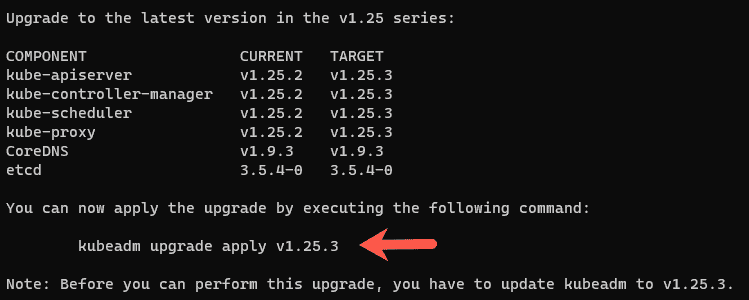 Upgrade to the latest version in the v1.25 series:
COMPONENT CURRENT TARGET
kube-apiserver v1.25.2 v1.25.3
kube-controller-manager v1.25.2 v1.25.3
kube-scheduler v1.25.2 v1.25.3
kube-proxy v1.25.2 v1.25.3
CoreDNS v1.9.3 v1.9.3
etcd 3.5.4-0 3.5.4-0
You can now apply the upgrade by executing the following command:
kubeadm upgrade apply v1.25.3
Note: Before you can perform this upgrade, you have to update kubeadm to v1.25.3.